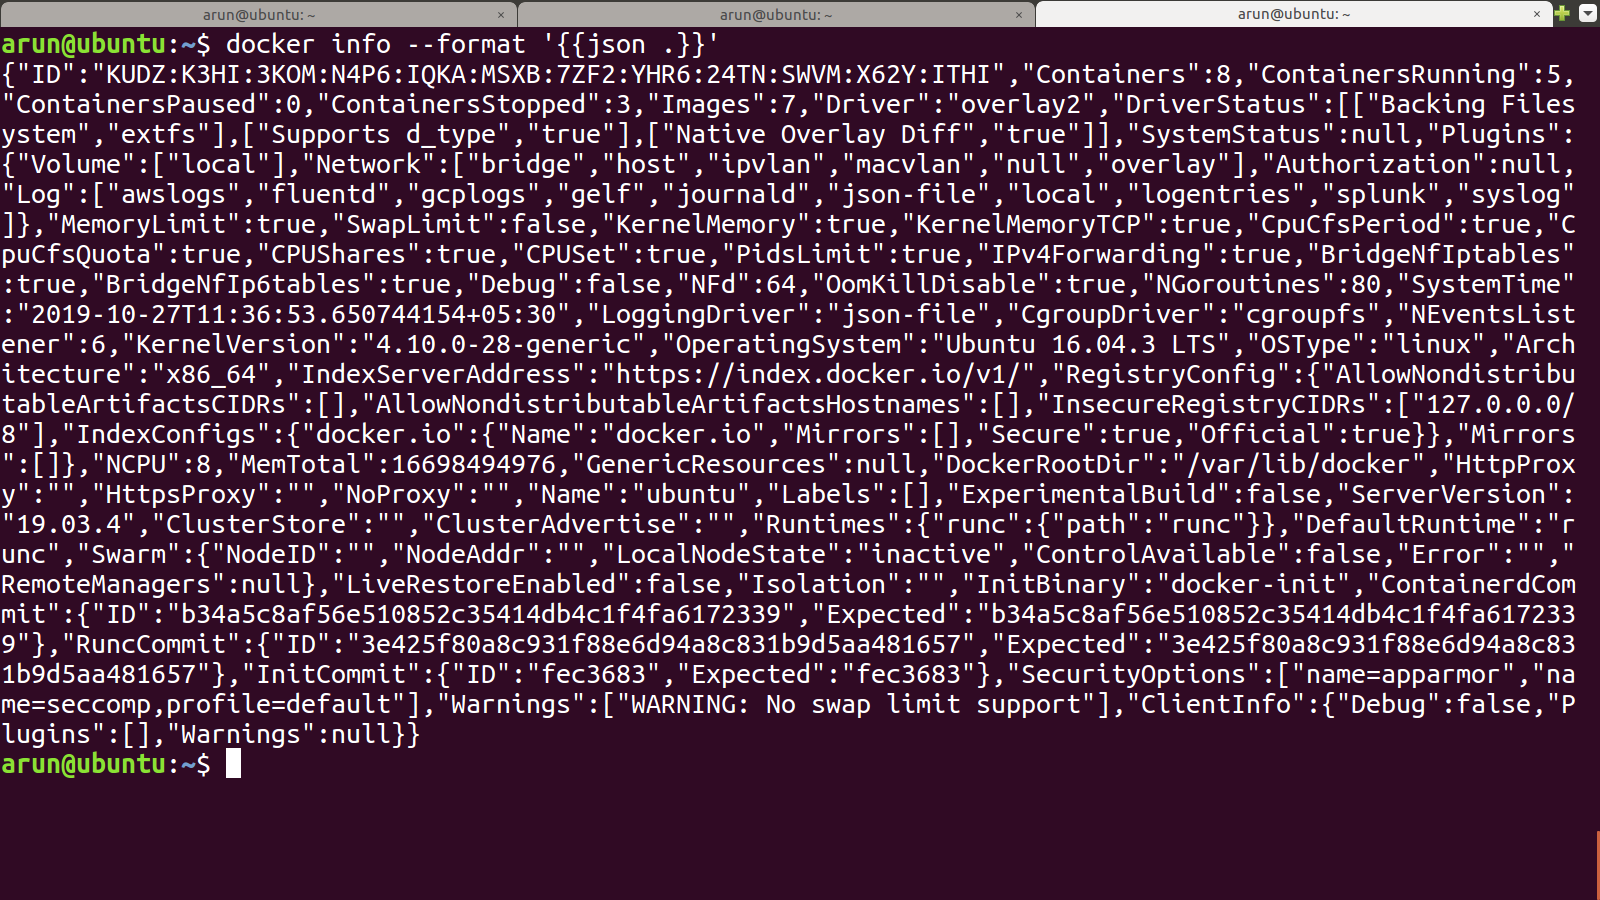 arun@ubuntu: ~ × arun@ubuntu: ~ × arun@ubuntu: ~ ×
arun@ubuntu:~$ docker info --format '{{json .}}'
{"ID":"KUDZ:K3HI:3KOM:N4P6:IQKA:MSXB:7ZF2:YHR6:24TN:SWVM:X62Y:ITHI","Containers":8,"ContainersRunning":5,
"ContainersPaused":0,"ContainersStopped":3,"Images":7,"Driver":"overlay2","DriverStatus":[["Backing Files
ystem","extfs"],["Supports d_type","true"],["Native Overlay Diff","true"]],"SystemStatus":null,"Plugins":
{"Volume":["local"],"Network":["bridge","host","ipvlan","macvlan","null","overlay"],"Authorization":null,
"Log":["awslogs","fluentd","gcplogs","gelf","journald","json-file","local","logentries","splunk","syslog"
]},"MemoryLimit":true,"SwapLimit":false,"KernelMemory":true,"KernelMemoryTCP":true,"CpuCfsPeriod":true,"C
puCfsQuota":true,"CPUShares":true,"CPUSet":true,"PidsLimit":true,"IPv4Forwarding":true,"BridgeNfIptables"
:true,"BridgeNfIp6tables":true,"Debug":false,"NFd":64,"OomKillDisable":true,"NGoroutines":80,"SystemTime"
:"2019-10-27T11:36:53.650744154+05:30","LoggingDriver":"json-file","CgroupDriver":"cgroupfs","NEventsList
ener":6,"KernelVersion":"4.10.0-28-generic","OperatingSystem":"Ubuntu 16.04.3 LTS","OSType":"linux","Arch
itecture":"x86_64","IndexServerAddress":"https://index.docker.io/v1/","RegistryConfig":{"AllowNondistribu
tableArtifactsCIDRs":[],"AllowNondistributableArtifactsHostnames":[],"InsecureRegistryCIDRs":["127.0.0.0/
8"],"IndexConfigs":{"docker.io":{"Name":"docker.io","Mirrors":[],"Secure":true,"Official":true}},"Mirrors
":[]},"NCPU":8,"MemTotal":16698494976,"GenericResources":null,"DockerRootDir":"/var/lib/docker","HttpProx
y":"","HttpsProxy":"","NoProxy":"","Name":"ubuntu","Labels":[],"ExperimentalBuild":false,"ServerVersion":
"19.03.4","ClusterStore":"","ClusterAdvertise":"","Runtimes":{"runc":{"path":"runc"}},"DefaultRuntime":"r
unc","Swarm":{"NodeID":"","NodeAddr":"","LocalNodeState":"inactive","ControlAvailable":false,"Error":"","
RemoteManagers":null},"LiveRestoreEnabled":false,"Isolation":"","InitBinary":"docker-init","ContainerdCom
mit":{"ID":"b34a5c8af56e510852c35414db4c1f4fa6172339","Expected":"b34a5c8af56e510852c35414db4c1f4fa617233
9"},"RuncCommit":{"ID":"3e425f80a8c931f88e6d94a8c831b9d5aa481657","Expected":"3e425f80a8c931f88e6d94a8c83
1b9d5aa481657"},"InitCommit":{"ID":"fec3683","Expected":"fec3683"},"SecurityOptions":["name=apparmor","na
me=seccomp,profile=default"],"Warnings":["WARNING: No swap limit support"],"ClientInfo":{"Debug":false,"P
lugins":[],"Warnings":null}}
arun@ubuntu:~$